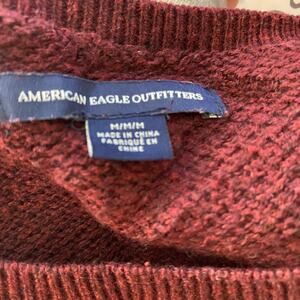 AMERICAN EAGLE OUTFITTERS
M/M/M
MADE IN CHINA
FABRIQUÉ EN
CHINE